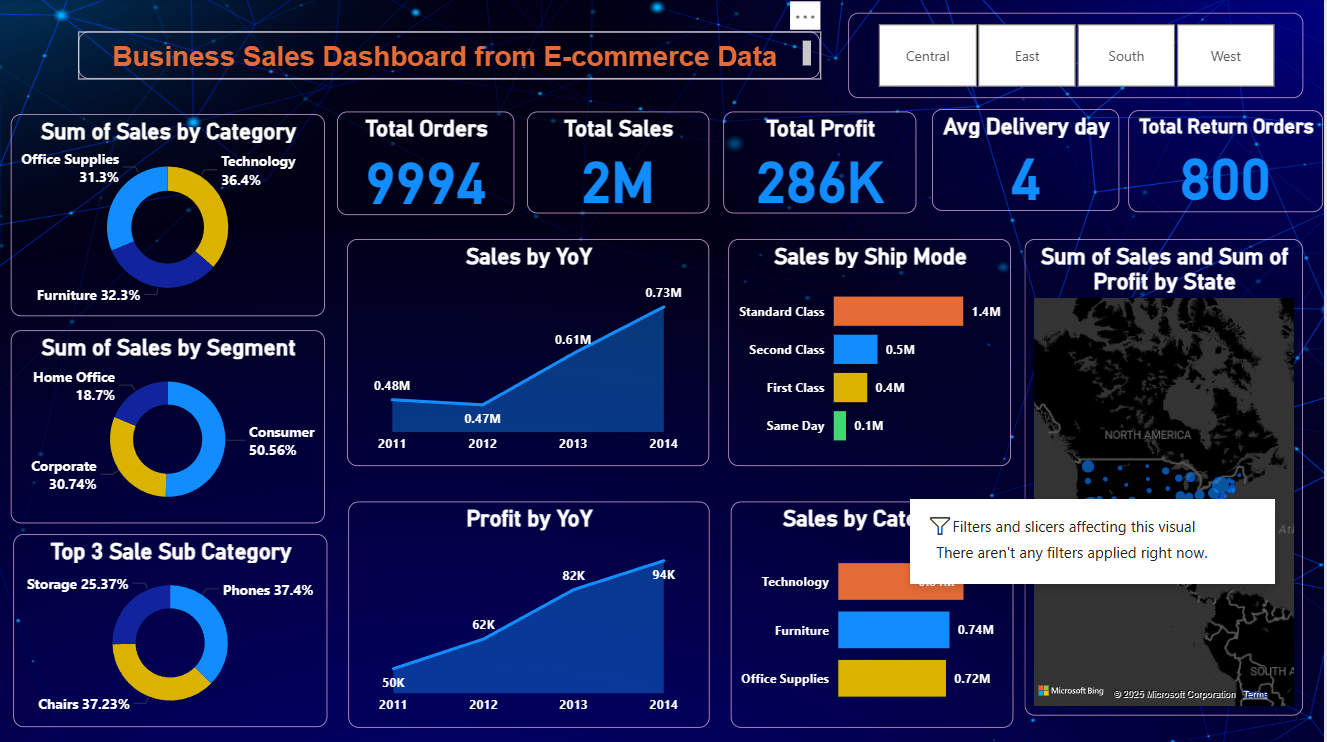 Business Sales Dashboard from E-commerce Data
Central
East
South
West
Sum of Sales by Category
Office Supplies
31.3%
Technology
36.4%
Furniture 32.3%
Total Orders
9994
Total Sales
2M
Total Profit
286K
Avg Delivery day
4
Total Return Orders
800
Sum of Sales by Segment
Home Office
18.7%
Consumer
50.56%
Corporate
30.74%
Sales by YoY
0.48M
0.47M
0.61M
0.73M
2011
2012
2013
2014
Sales by Ship Mode
Standard Class
1.4M
Second Class
0.5M
First Class
0.4M
Same Day
0.1M
Sum of Sales and Sum of
Profit by State
NORTH AMERICA
Top 3 Sale Sub Category
Storage 25.37%
Phones 37.4%
Chairs 37.23%
Profit by YoY
50K
62K
82K
94K
2011
2012
2013
2014
Sales by Cate
Technology
Furniture
0.74M
Office Supplies
0.72M
Filters and slicers affecting this visual
There aren't any filters applied right now.
SOUTH A
Microsoft Bing
© 2025 Microsoft Corporation
Terms